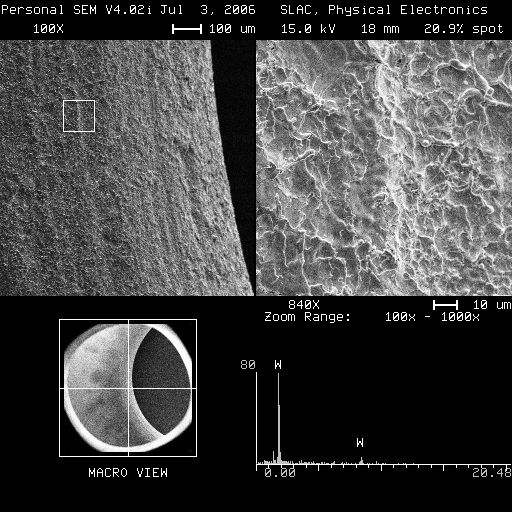 Personal SEM V4.02i Jul 3, 2006 SLAC, Physical Electronics
100X 100 um 15.0 kV 18 mm 20.9% spot
840X 10 um
Zoom Range: 100x - 1000x
80 W
W
0.00 20.48
MACRO VIEW